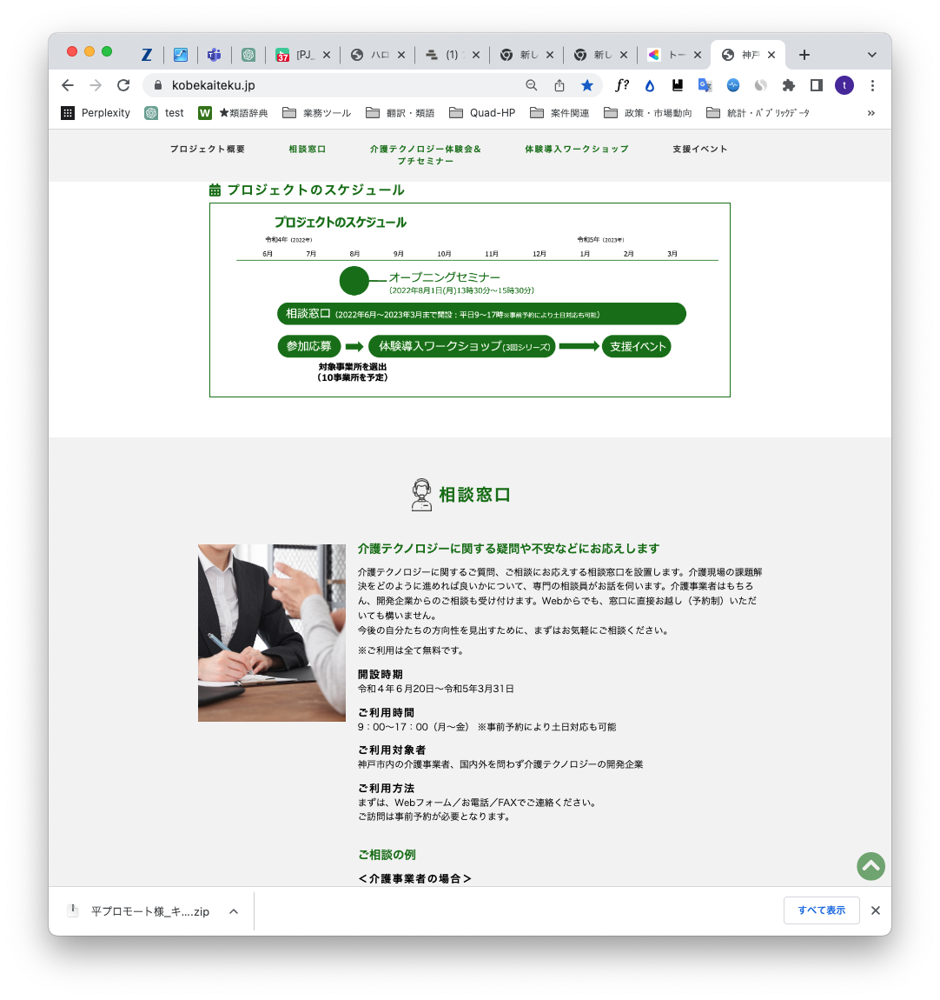 37
[PJ_
ハロ
(1)
新し
新し
トー
神戸
kobekaiteku.jp
f?
t
Perplexity
test
W
★類語辞典
業務ツール
翻訳・類語
Quad-HP
案件関連
政策・市場動向
統計・パブリックデータ
»
プロジェクト概要
相談窓口
介護テクノロジー体験会&
プチセミナー
体験導入ワークショップ
支援イベント
プロジェクトのスケジュール
プロジェクトのスケジュール
令和4年(2022年)
令和5年(2023年)
6月 7月 8月 9月 10月 11月 12月 1月 2月 3月
オープニングセミナー
(2022年8月1日(月)13時30分〜15時30分)
相談窓口(2022年6月〜2023年3月まで開設:平日9〜17時※事前予約により土日対応も可能)
参加応募
体験導入ワークショップ(3回シリーズ)
支援イベント
対象事業所を選出
(10事業所を予定)
相談窓口
介護テクノロジーに関する疑問や不安などにお応えします
介護テクノロジーに関するご質問、ご相談にお応えする相談窓口を設置します。介護現場の課題解
決をどのように進めれば良いかについて、専門の相談員がお話を伺います。介護事業者はもちろ
ん、開発企業からのご相談も受け付けます。Webからでも、窓口に直接お越し(予約制)いただ
いても構いません。
今後の自分たちの方向性を見出すために、まずはお気軽にご相談ください。
※ご利用は全て無料です。
開設時期
令和４年６月20日〜令和5年3月31日
ご利用時間
9:00〜17:00(月〜金) ※事前予約により土日対応も可能
ご利用対象者
神戸市内の介護事業者、国内外を問わず介護テクノロジーの開発企業
ご利用方法
まずは、Webフォーム／お電話／FAXでご連絡ください。
ご訪問は事前予約が必要となります。
ご相談の例
＜介護事業者の場合＞
平プロモート様_キ....zip
すべて表示